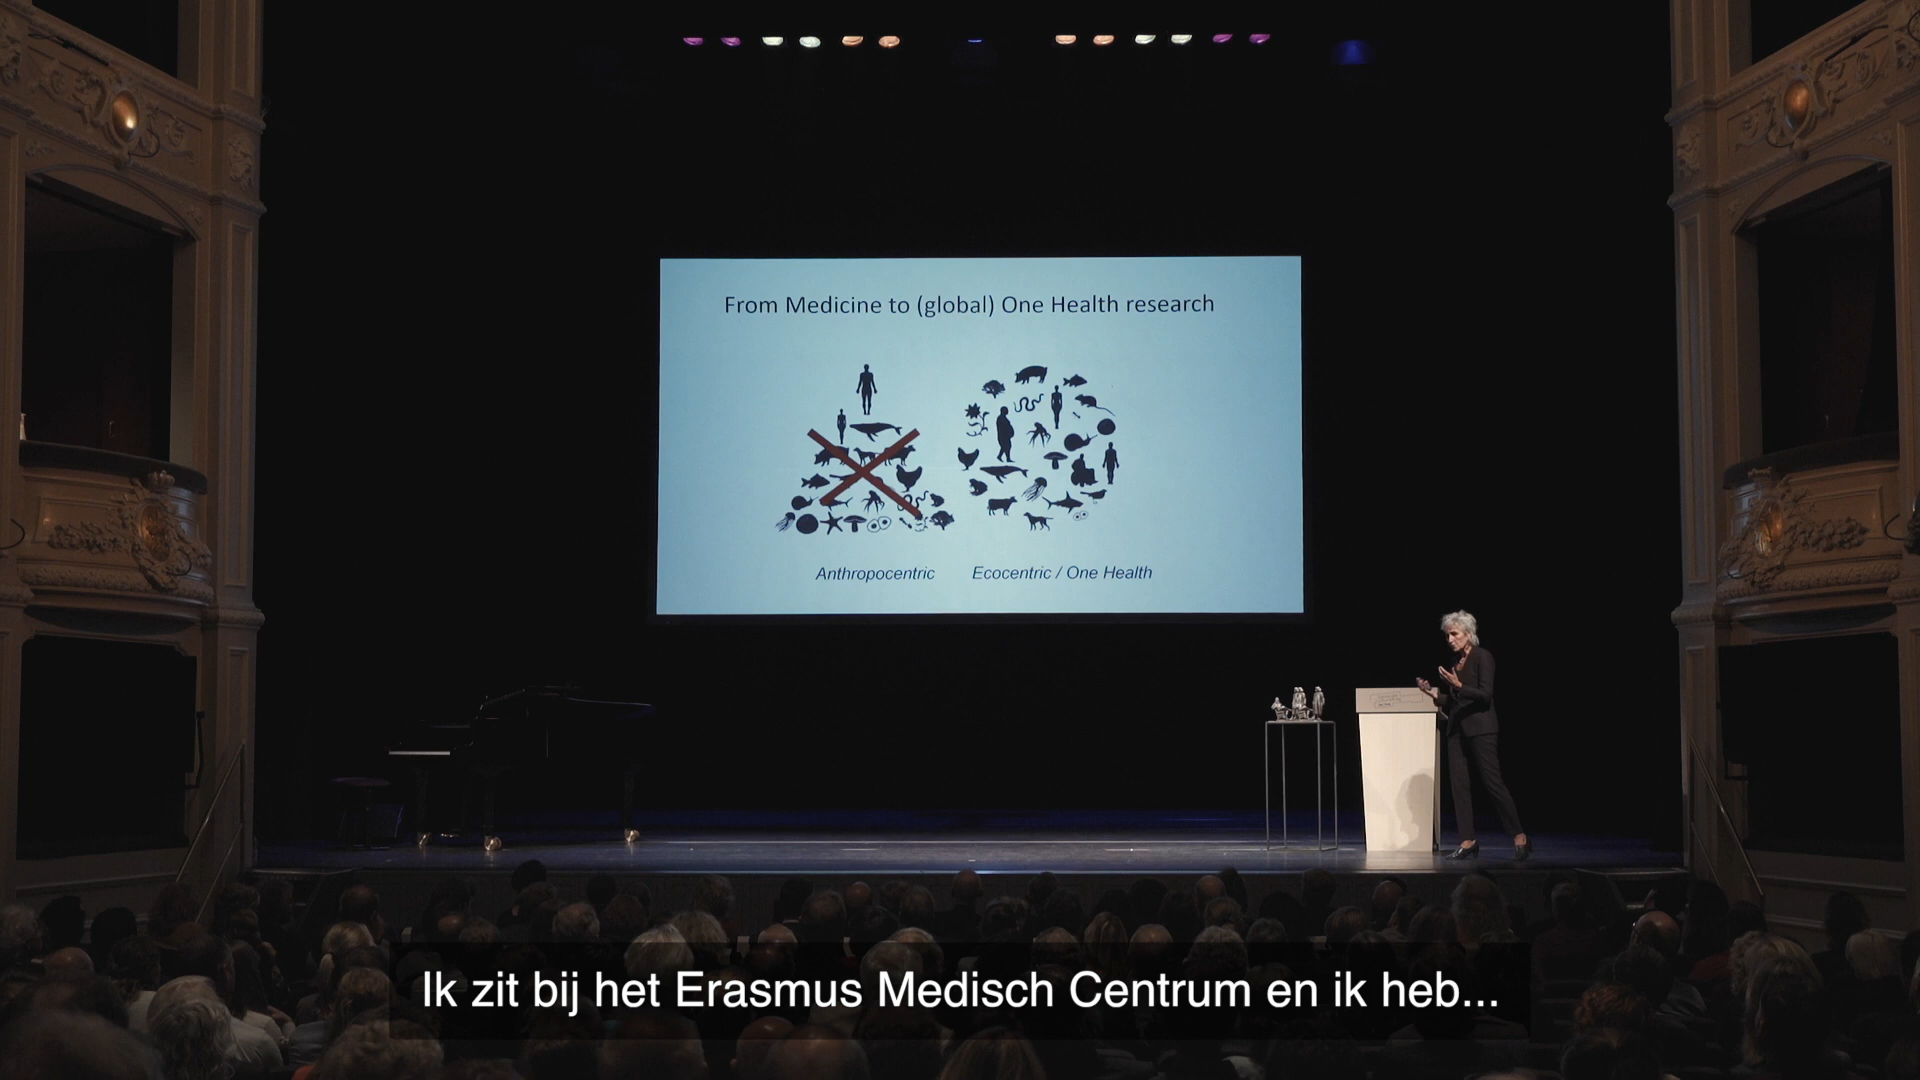 From Medicine to (global) One Health research
Anthropocentric
Ecocentric / One Health
Ik zit bij het Erasmus Medisch Centrum en ik heb...